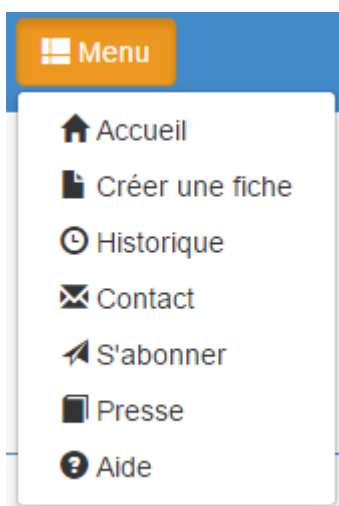 Menu
Accueil
Créer une fiche
Historique
Contact
S'abonner
Presse
Aide